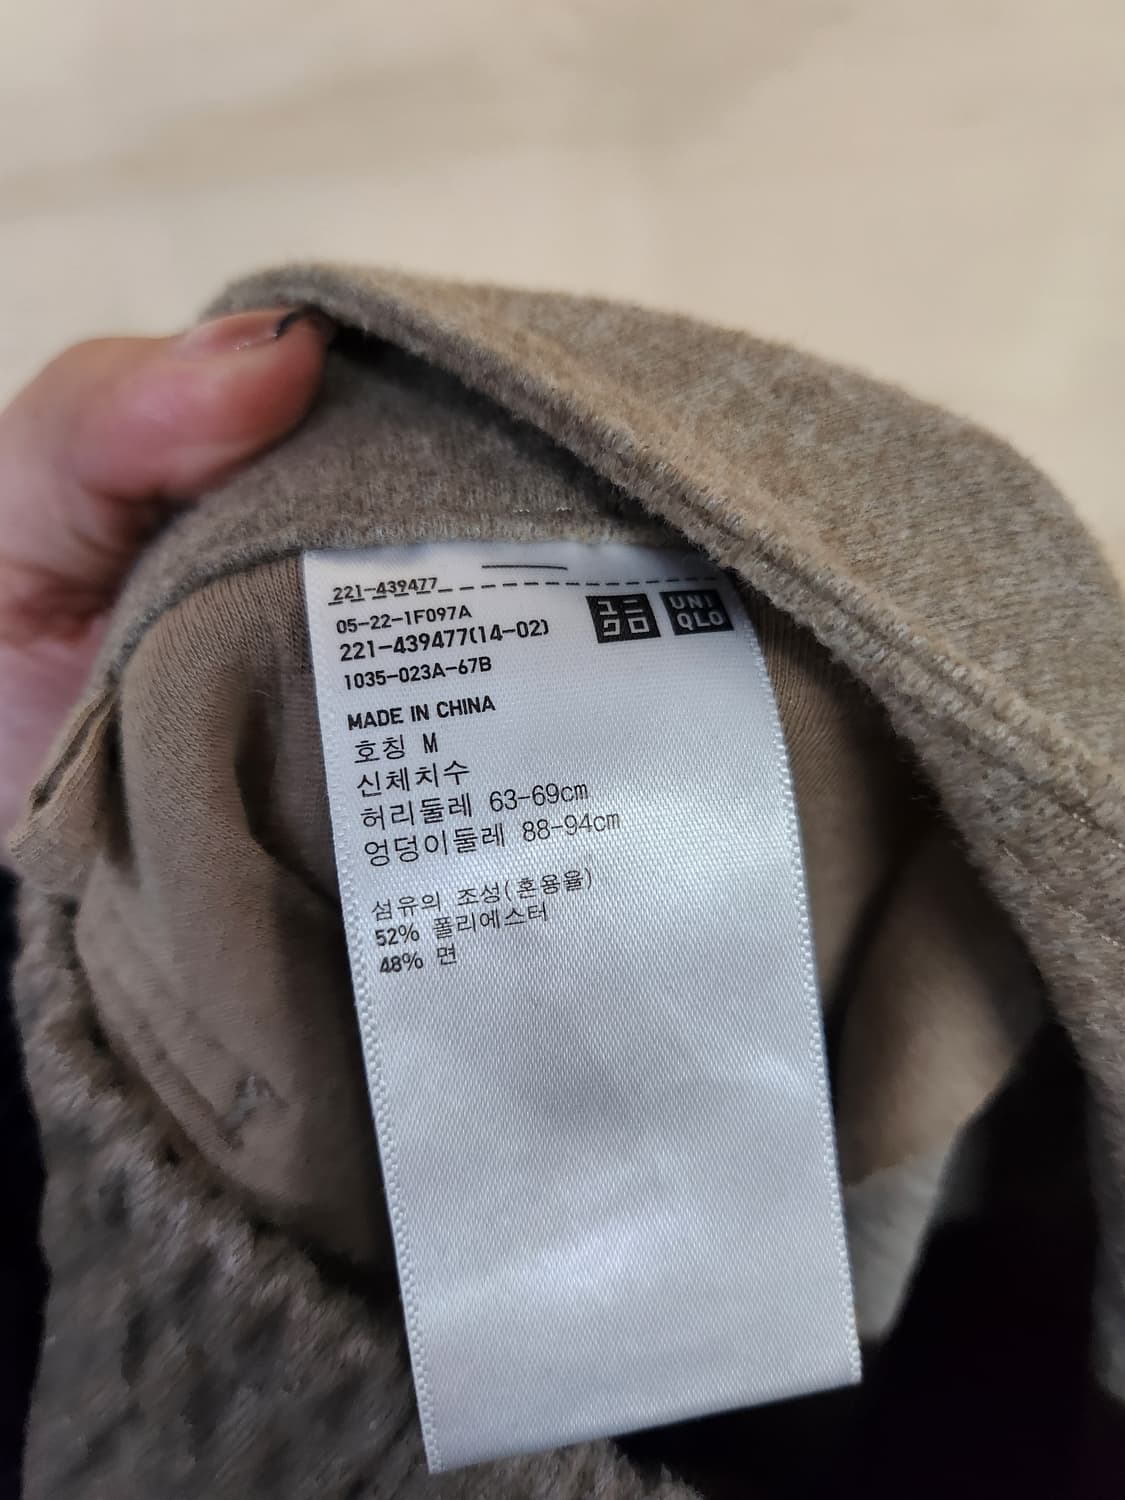 221-439477
05-22-1F097A
221-439477(14-02)
1035-023A-67B
ユニ
クロ
UNI
QLO
MADE IN CHINA
호칭 M
신체치수
허리둘레 63-69cm
엉덩이둘레 88-94cm
섬유의 조성(혼용율)
52% 폴리에스터
48% 면